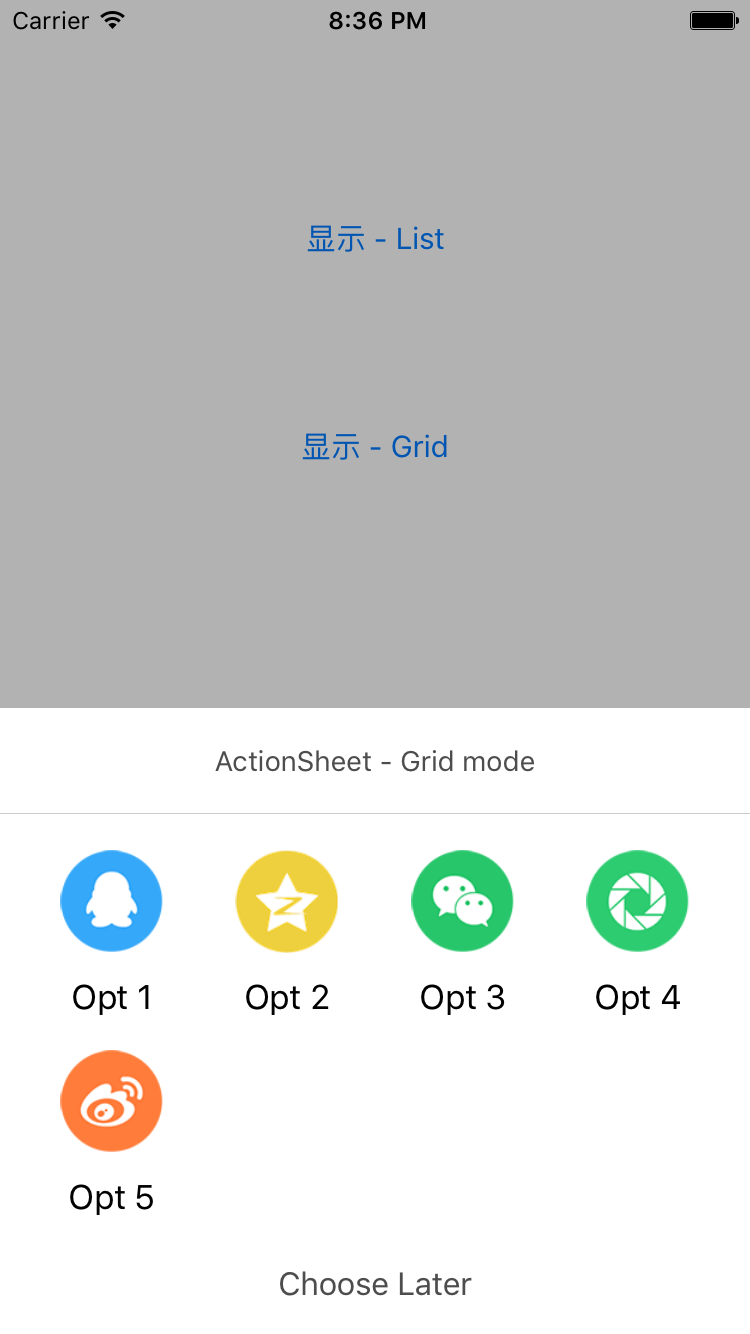 Carrier 8:36 PM
显示 - List
显示 - Grid
ActionSheet - Grid mode
Opt 1 Opt 2 Opt 3 Opt 4
Opt 5
Choose Later